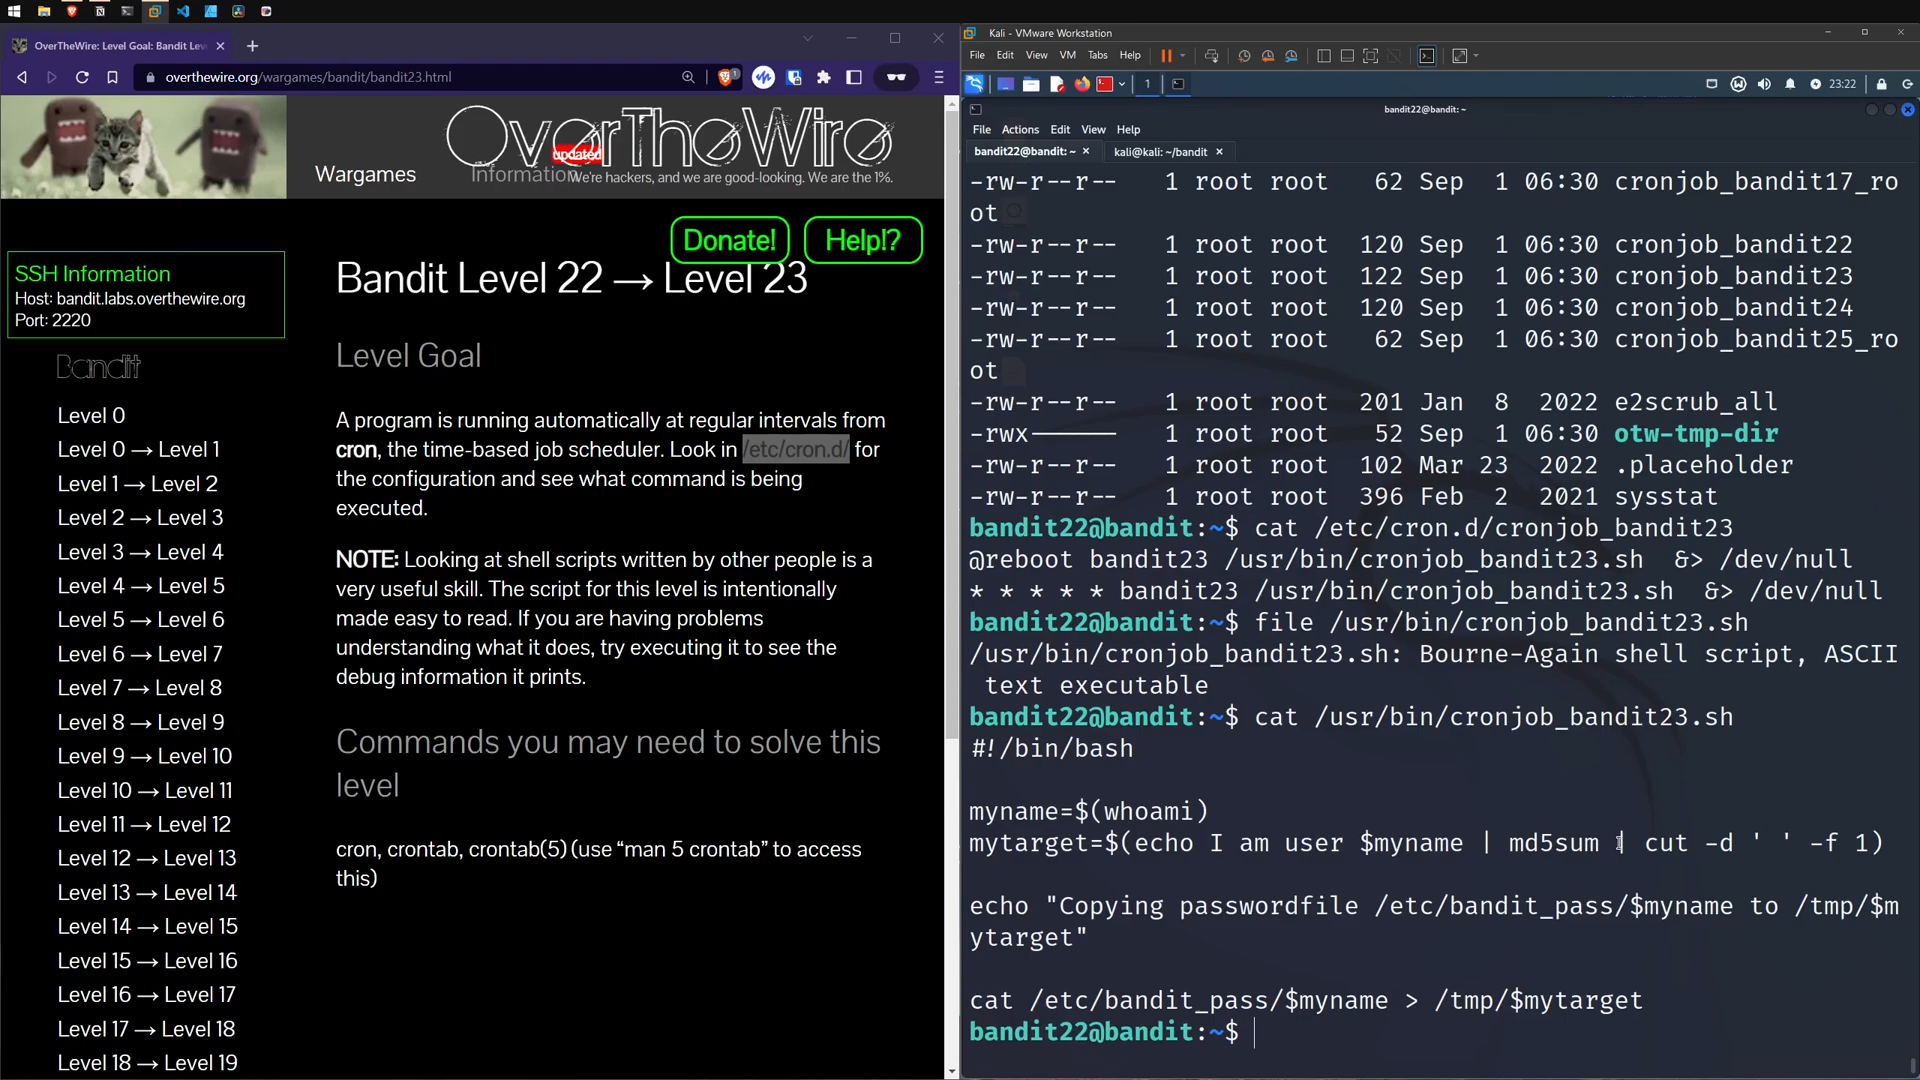 OverTheWire: Level Goal: Bandit Lev
overthewire.org/wargames/bandit/bandit23.html
1
OverTheWire
updated
Wargames
Information
We're hackers, and we are good-looking. We are the 1%.
Donate!
Help!?
SSH Information
Host: bandit.labs.overthewire.org
Port: 2220
Bandit
Level 0
Level 0 → Level 1
Level 1 → Level 2
Level 2 → Level 3
Level 3 → Level 4
Level 4 → Level 5
Level 5 → Level 6
Level 6 → Level 7
Level 7 → Level 8
Level 8 → Level 9
Level 9 → Level 10
Level 10 → Level 11
Level 11 → Level 12
Level 12 → Level 13
Level 13 → Level 14
Level 14 → Level 15
Level 15 → Level 16
Level 16 → Level 17
Level 17 → Level 18
Level 18 → Level 19
Bandit Level 22 → Level 23
Level Goal
A program is running automatically at regular intervals from
cron, the time-based job scheduler. Look in /etc/cron.d/ for
the configuration and see what command is being
executed.
NOTE: Looking at shell scripts written by other people is a
very useful skill. The script for this level is intentionally
made easy to read. If you are having problems
understanding what it does, try executing it to see the
debug information it prints.
Commands you may need to solve this
level
cron, crontab, crontab(5) (use “man 5 crontab” to access
this)
Kali - VMware Workstation
File Edit View VM Tabs Help
1
23:22
bandit22@bandit: ~
File Actions Edit View Help
bandit22@bandit: ~
kali@kali: ~/bandit
-rw-r--r-- 1 root root 62 Sep 1 06:30 cronjob_bandit17_ro
ot
-rw-r--r-- 1 root root 120 Sep 1 06:30 cronjob_bandit22
-rw-r--r-- 1 root root 122 Sep 1 06:30 cronjob_bandit23
-rw-r--r-- 1 root root 120 Sep 1 06:30 cronjob_bandit24
-rw-r--r-- 1 root root 62 Sep 1 06:30 cronjob_bandit25_ro
ot
-rw-r--r-- 1 root root 201 Jan 8 2022 e2scrub_all
-rwx------ 1 root root 52 Sep 1 06:30 otw-tmp-dir
-rw-r--r-- 1 root root 102 Mar 23 2022 .placeholder
-rw-r--r-- 1 root root 396 Feb 2 2021 sysstat
bandit22@bandit:~$ cat /etc/cron.d/cronjob_bandit23
@reboot bandit23 /usr/bin/cronjob_bandit23.sh &> /dev/null
* * * * * bandit23 /usr/bin/cronjob_bandit23.sh &> /dev/null
bandit22@bandit:~$ file /usr/bin/cronjob_bandit23.sh
/usr/bin/cronjob_bandit23.sh: Bourne-Again shell script, ASCII
text executable
bandit22@bandit:~$ cat /usr/bin/cronjob_bandit23.sh
#!/bin/bash
myname=$(whoami)
mytarget=$(echo I am user $myname | md5sum | cut -d ' ' -f 1)
echo "Copying passwordfile /etc/bandit_pass/$myname to /tmp/$m
ytarget"
cat /etc/bandit_pass/$myname > /tmp/$mytarget
bandit22@bandit:~$